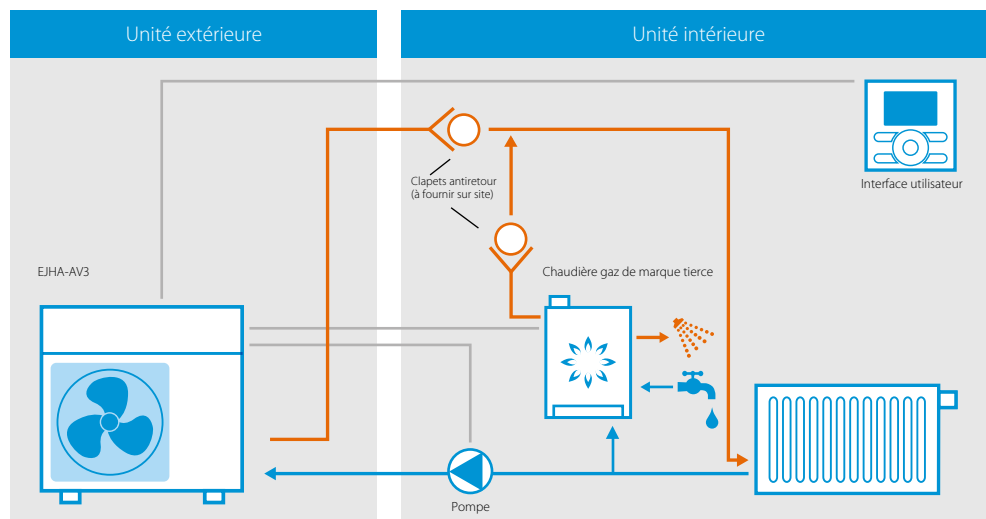 Unité extérieure
Unité intérieure
Clapets antiretour
(à fournir sur site)
Interface utilisateur
EJHA-AV3
Chaudière gaz de marque tierce
Pompe